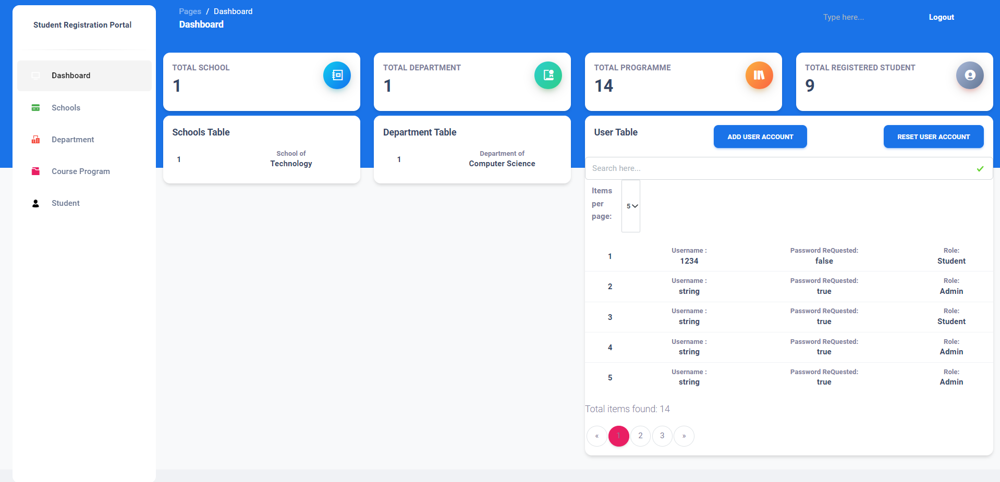 Student Registration Portal
Dashboard
Schools
Department
Course Program
Student
Pages / Dashboard
Dashboard
Type here...
Logout
TOTAL SCHOOL
1
TOTAL DEPARTMENT
1
TOTAL PROGRAMME
14
TOTAL REGISTERED STUDENT
9
Schools Table
1
School of
Technology
Department Table
1
Department of
Computer Science
User Table
ADD USER ACCOUNT
RESET USER ACCOUNT
Search here...
Items
per
page:
5
1
Username :
1234
Password ReQuested:
false
Role:
Student
2
Username :
string
Password ReQuested:
true
Role:
Admin
3
Username :
string
Password ReQuested:
true
Role:
Student
4
Username :
string
Password ReQuested:
true
Role:
Admin
5
Username :
string
Password ReQuested:
true
Role:
Admin
Total items found: 14
« 1 2 3 »